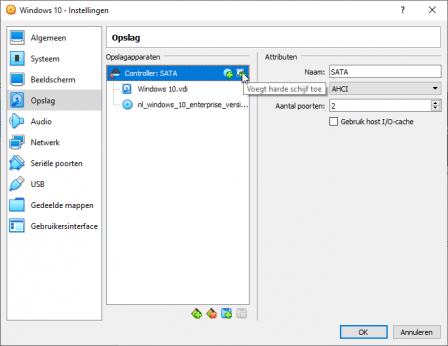 Windows 10 - Instellingen
Algemeen
Systeem
Beeldscherm
Opslag
Audio
Netwerk
Seriële poorten
USB
Gedeelde mappen
Gebruikersinterface
Opslag
Opslagapparaten
Controller: SATA
Windows 10.vdi
nl_windows_10_enterprise_versi...
Voegt harde schijf toe
Attributen
Naam: SATA
AHCI
Aantal poorten: 2
Gebruik host I/O-cache
OK
Annuleren